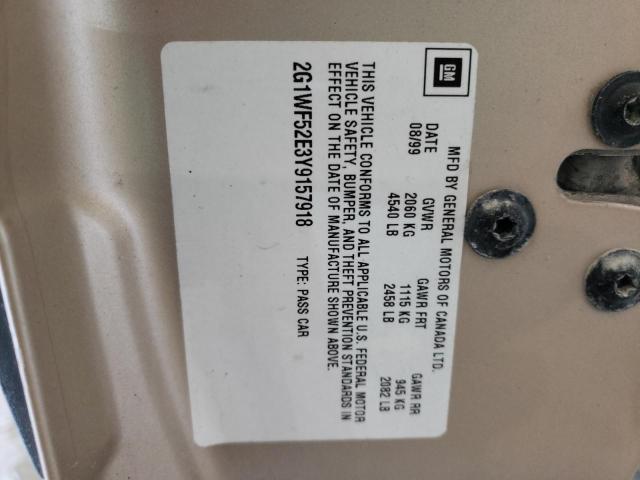 GM
MFD BY GENERAL MOTORS OF CANADA LTD.
DATE GVWR GAWR FRT GAWR RR
08/99 2060 KG 1115 KG 945 KG
4540 LB 2458 LB 2082 LB
THIS VEHICLE CONFORMS TO ALL APPLICABLE U.S. FEDERAL MOTOR
VEHICLE SAFETY, BUMPER, AND THEFT PREVENTION STANDARDS IN
EFFECT ON THE DATE OF MANUFACTURE SHOWN ABOVE.
2G1WF52E3Y9157918 TYPE: PASS CAR